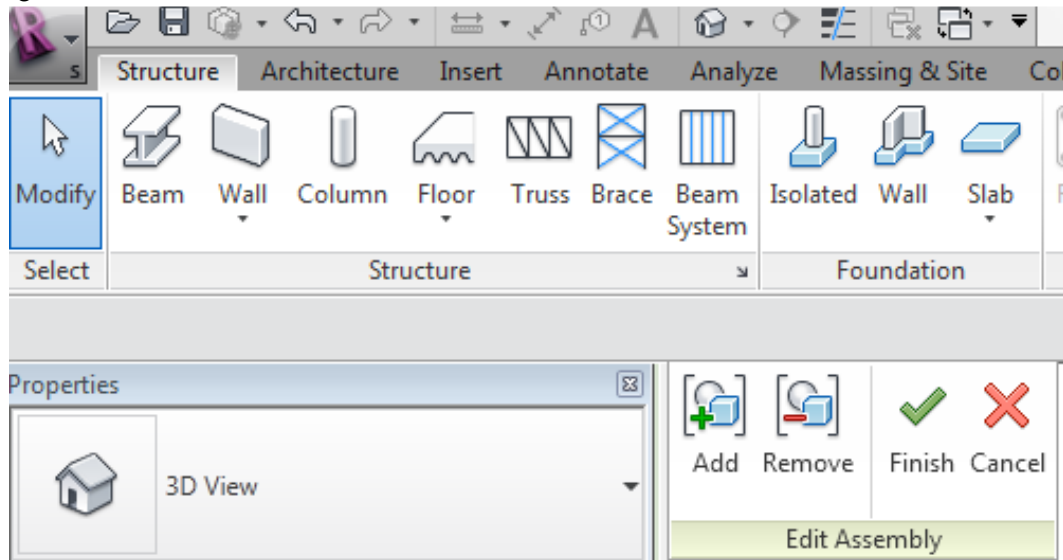 S
Structure Architecture Insert Annotate Analyze Massing & Site
Modify Beam Wall Column Floor Truss Brace Beam System Isolated Wall Slab
Select Structure Foundation
Properties
Add Remove Finish Cancel
3D View
Edit Assembly